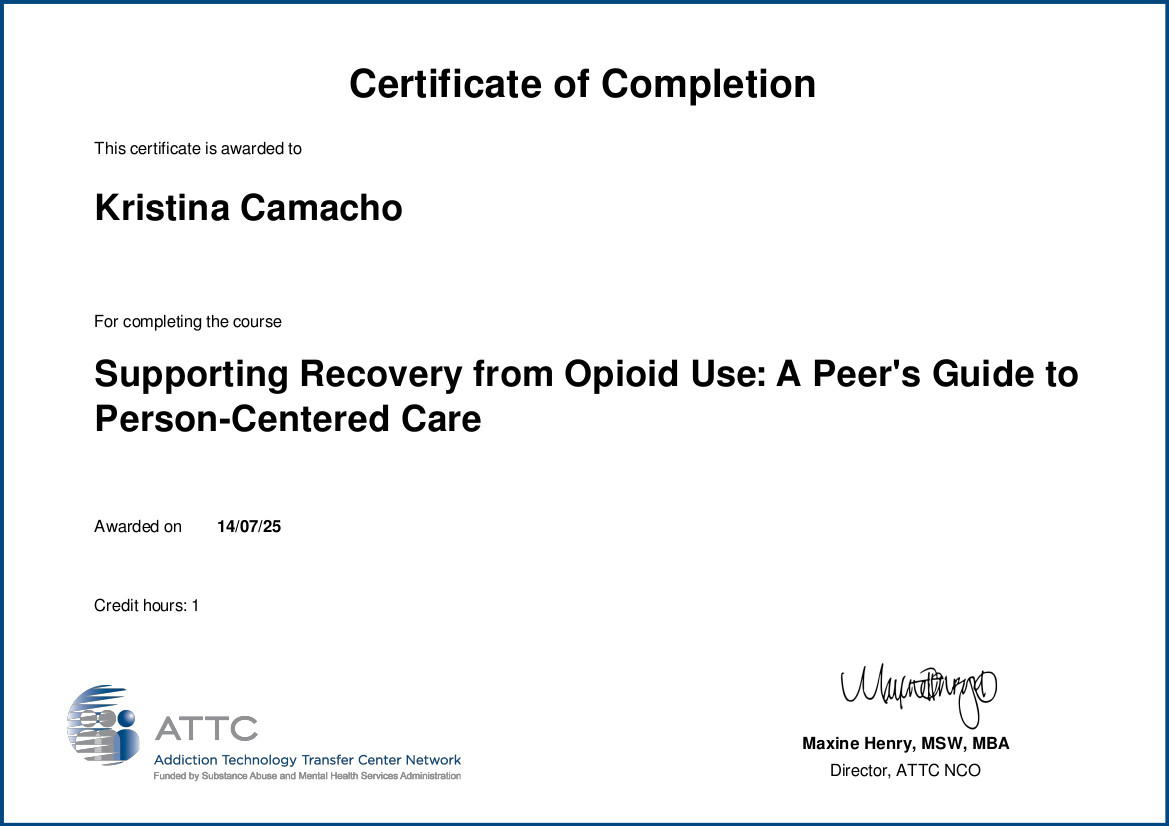 Certificate of Completion
This certificate is awarded to
Kristina Camacho
For completing the course
Supporting Recovery from Opioid Use: A Peer's Guide to
Person-Centered Care
Awarded on 14/07/25
Credit hours: 1
ATTC
Addiction Technology Transfer Center Network
Funded by Substance Abuse and Mental Health Services Administration
Maxine Henry, MSW, MBA
Director, ATTC NCO